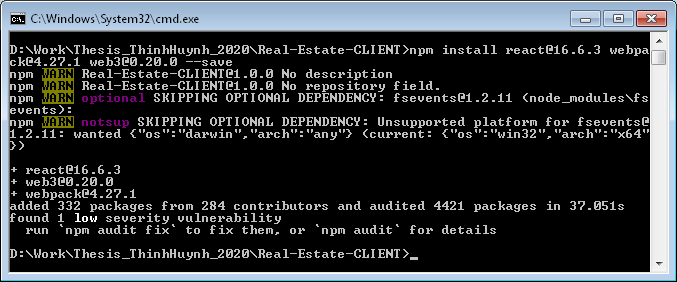 C:\Windows\System32\cmd.exe
D:\Work\Thesis_ThinhHuynh_2020\Real-Estate-CLIENT>npm install react@16.6.3 webpa
ck@4.27.1 web3@0.20.0 --save
npm WARN Real-Estate-CLIENT@1.0.0 No description
npm WARN Real-Estate-CLIENT@1.0.0 No repository field.
npm WARN optional SKIPPING OPTIONAL DEPENDENCY: fsevents@1.2.11 (node_modules\fs
events):
npm WARN notsup SKIPPING OPTIONAL DEPENDENCY: Unsupported platform for fsevents@
1.2.11: wanted {"os":"darwin","arch":"any"} (current: {"os":"win32","arch":"x64"
})
+ react@16.6.3
+ web3@0.20.0
+ webpack@4.27.1
added 332 packages from 284 contributors and audited 4421 packages in 37.051s
found 1 low severity vulnerability
run `npm audit fix` to fix them, or `npm audit` for details
D:\Work\Thesis_ThinhHuynh_2020\Real-Estate-CLIENT>_